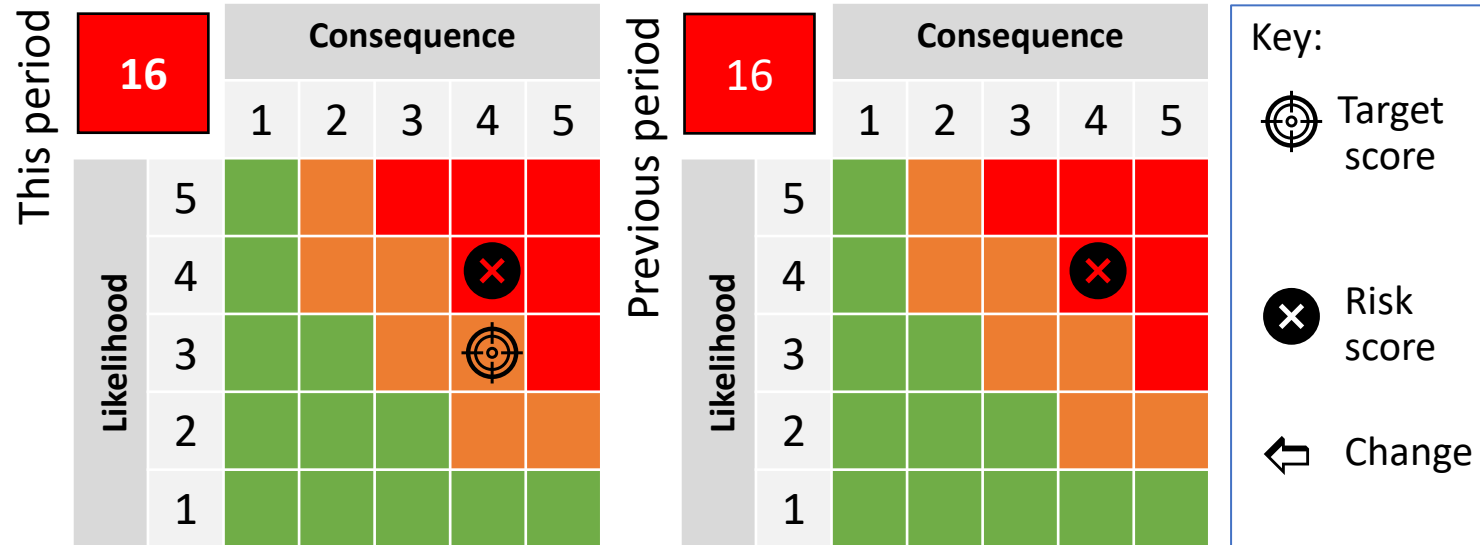 This period
16
Consequence
1 2 3 4 5
Likelihood
5
4
3
2
1
Previous period
16
Consequence
1 2 3 4 5
Likelihood
5
4
3
2
1
Key:
Target
score
Risk
score
Change